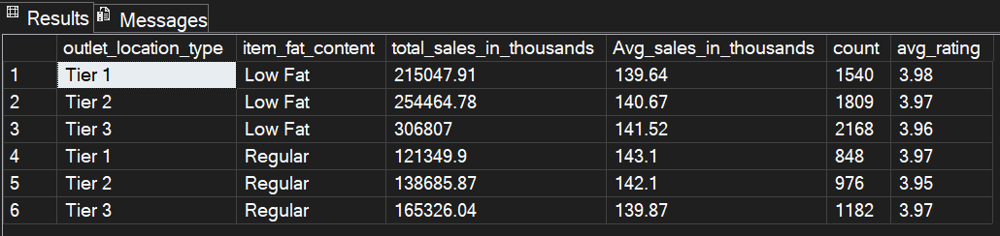 Results Messages
outlet_location_type item_fat_content total_sales_in_thousands Avg_sales_in_thousands count avg_rating
1 Tier 1 Low Fat 215047.91 139.64 1540 3.98
2 Tier 2 Low Fat 254464.78 140.67 1809 3.97
3 Tier 3 Low Fat 306807 141.52 2168 3.96
4 Tier 1 Regular 121349.9 143.1 848 3.97
5 Tier 2 Regular 138685.87 142.1 976 3.95
6 Tier 3 Regular 165326.04 139.87 1182 3.97